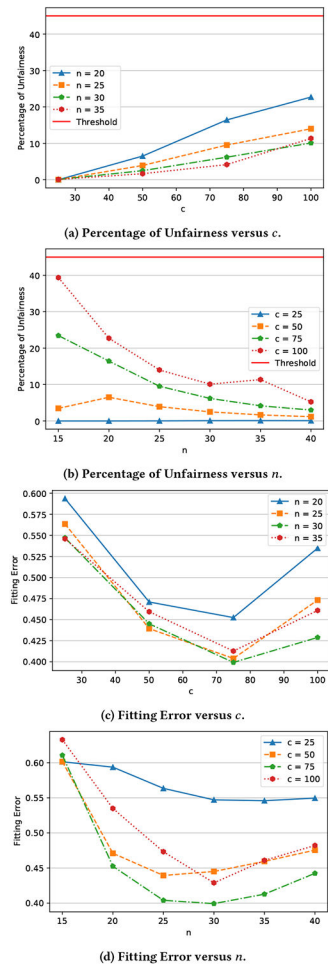 40
30
20
10
0
Percentage of Unfairness
n = 20
n = 25
n = 30
n = 35
Threshold
30 40 50 60 70 80 90 100
c
(a) Percentage of Unfairness versus c.
40
30
20
10
0
Percentage of Unfairness
c = 25
c = 50
c = 75
c = 100
Threshold
15 20 25 30 35 40
n
(b) Percentage of Unfairness versus n.
0.600
0.575
0.550
0.525
0.500
0.475
0.450
0.425
0.400
Fitting Error
n = 20
n = 25
n = 30
n = 35
30 40 50 60 70 80 90 100
c
(c) Fitting Error versus c.
0.60
0.55
0.50
0.45
0.40
Fitting Error
c = 25
c = 50
c = 75
c = 100
15 20 25 30 35 40
n
(d) Fitting Error versus n.